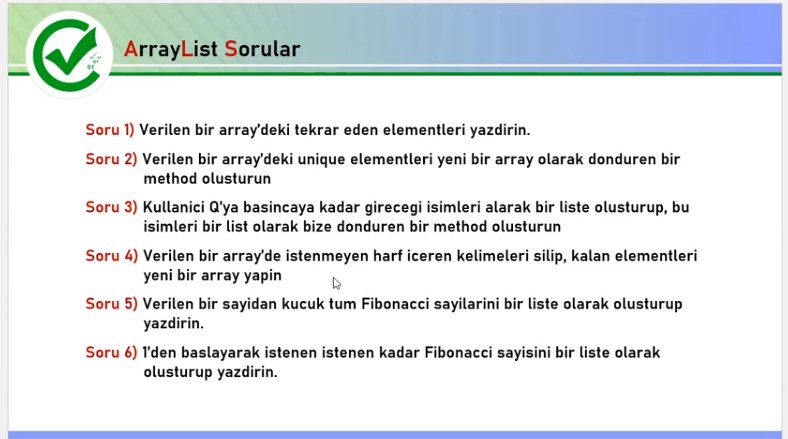 ArrayList Sorular
Soru 1) Verilen bir array'deki tekrar eden elementleri yazdirin.
Soru 2) Verilen bir array'deki unique elementleri yeni bir array olarak donduren bir
method olusturun
Soru 3) Kullanici Q'ya basincaya kadar girecegi isimleri alarak bir liste olusturup, bu
isimleri bir list olarak bize donduren bir method olusturun
Soru 4) Verilen bir array'de istenmeyen harf iceren kelimeleri silip, kalan elementleri
yeni bir array yapin
Soru 5) Verilen bir sayidan kucuk tum Fibonacci sayilarini bir liste olarak olusturup
yazdirin.
Soru 6) 1'den baslayarak istenen istenen kadar Fibonacci sayisini bir liste olarak
olusturup yazdirin.